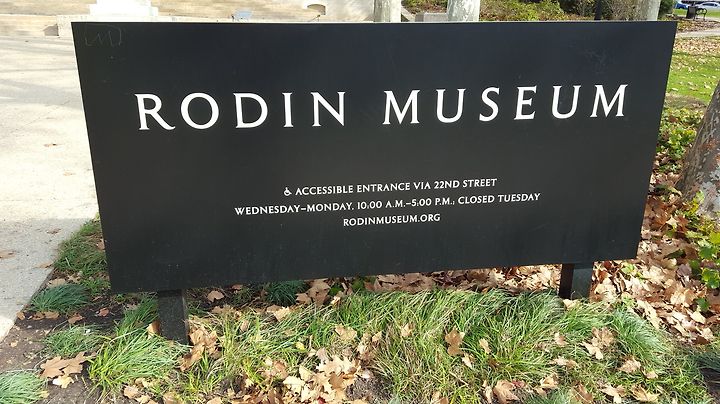 RODIN MUSEUM
♿ ACCESSIBLE ENTRANCE VIA 22ND STREET
WEDNESDAY–MONDAY, 10:00 A.M.–5:00 P.M.; CLOSED TUESDAY
RODINMUSEUM.ORG